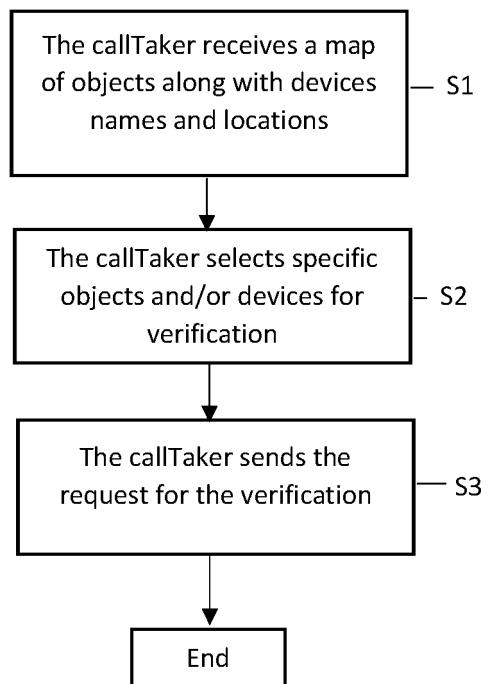 The callTaker receives a map
of objects along with devices
names and locations
S1
The callTaker selects specific
objects and/or devices for
verification
S2
The callTaker sends the
request for the verification
S3
End